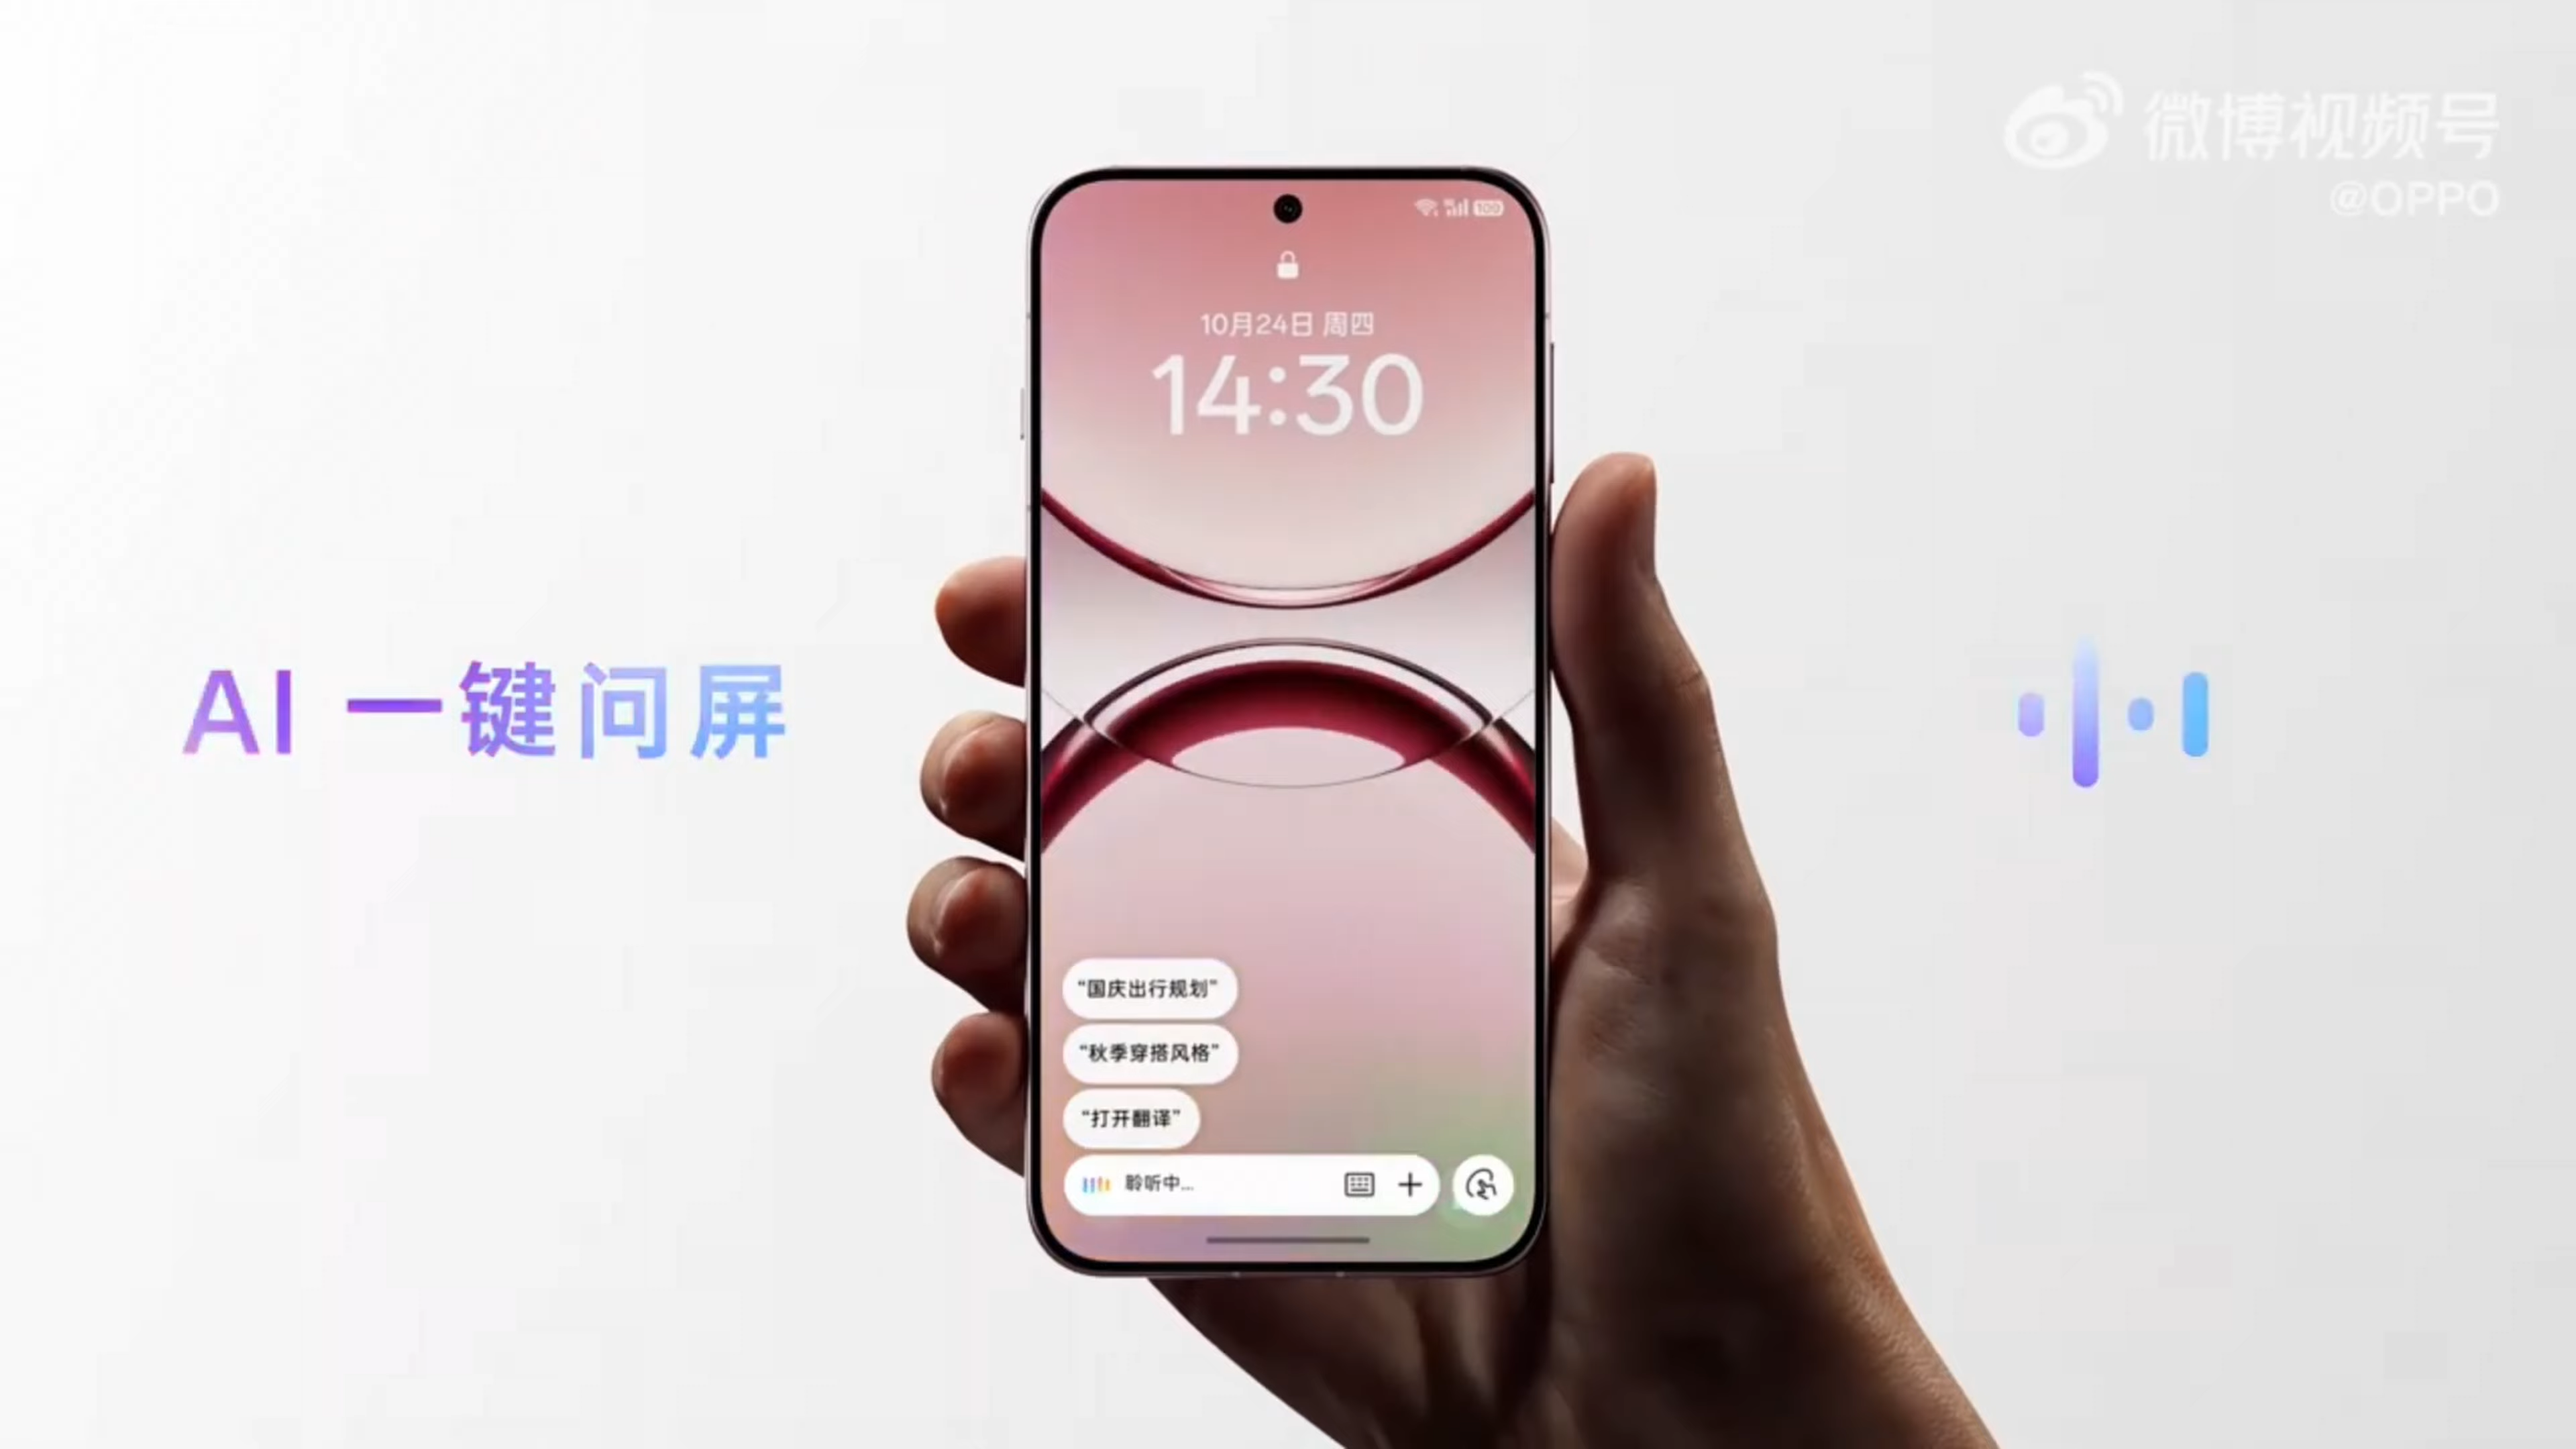 微博视频号
@OPPO
100
10月24日 周四
14:30
AI 一键问屏
“国庆出行规划”
“秋季穿搭风格”
“打开翻译”
聆听中...